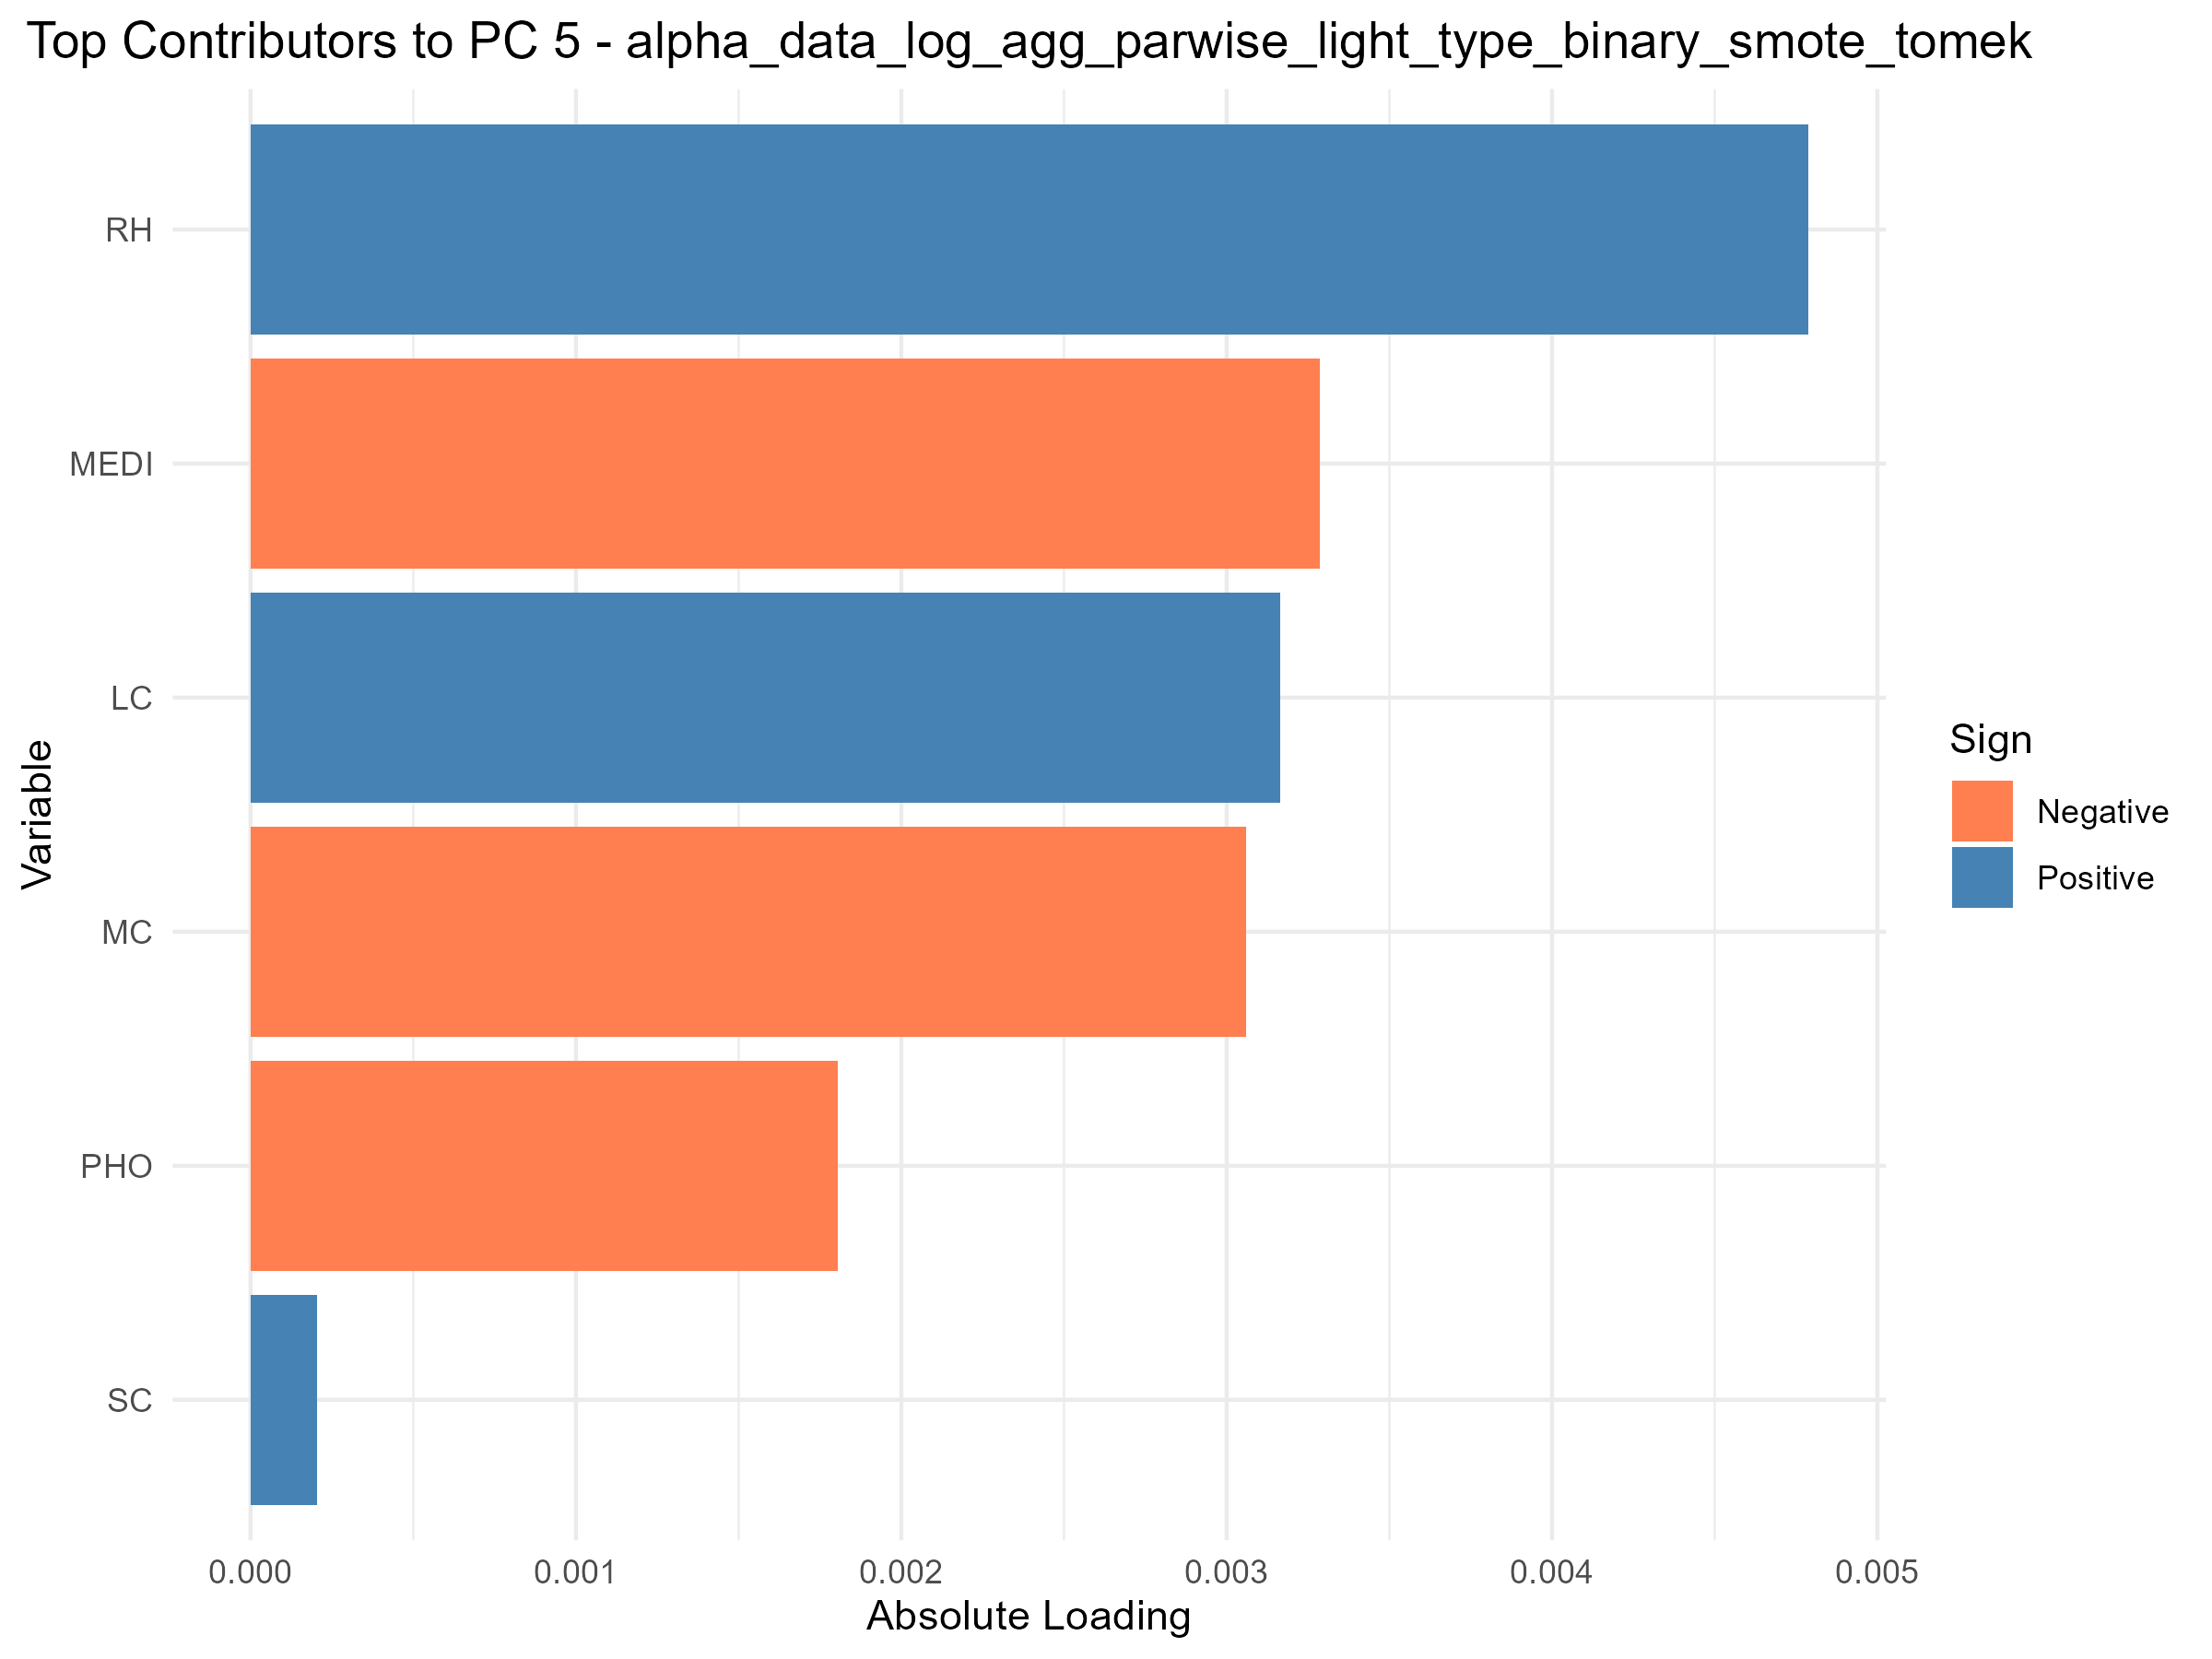 Top Contributors to PC 5 - alpha_data_log_agg_parwise_light_type_binary_smote_tomek
RH
MEDI
LC
MC
PHO
SC
Variable
0.000 0.001 0.002 0.003 0.004 0.005
Absolute Loading
Sign
Negative
Positive